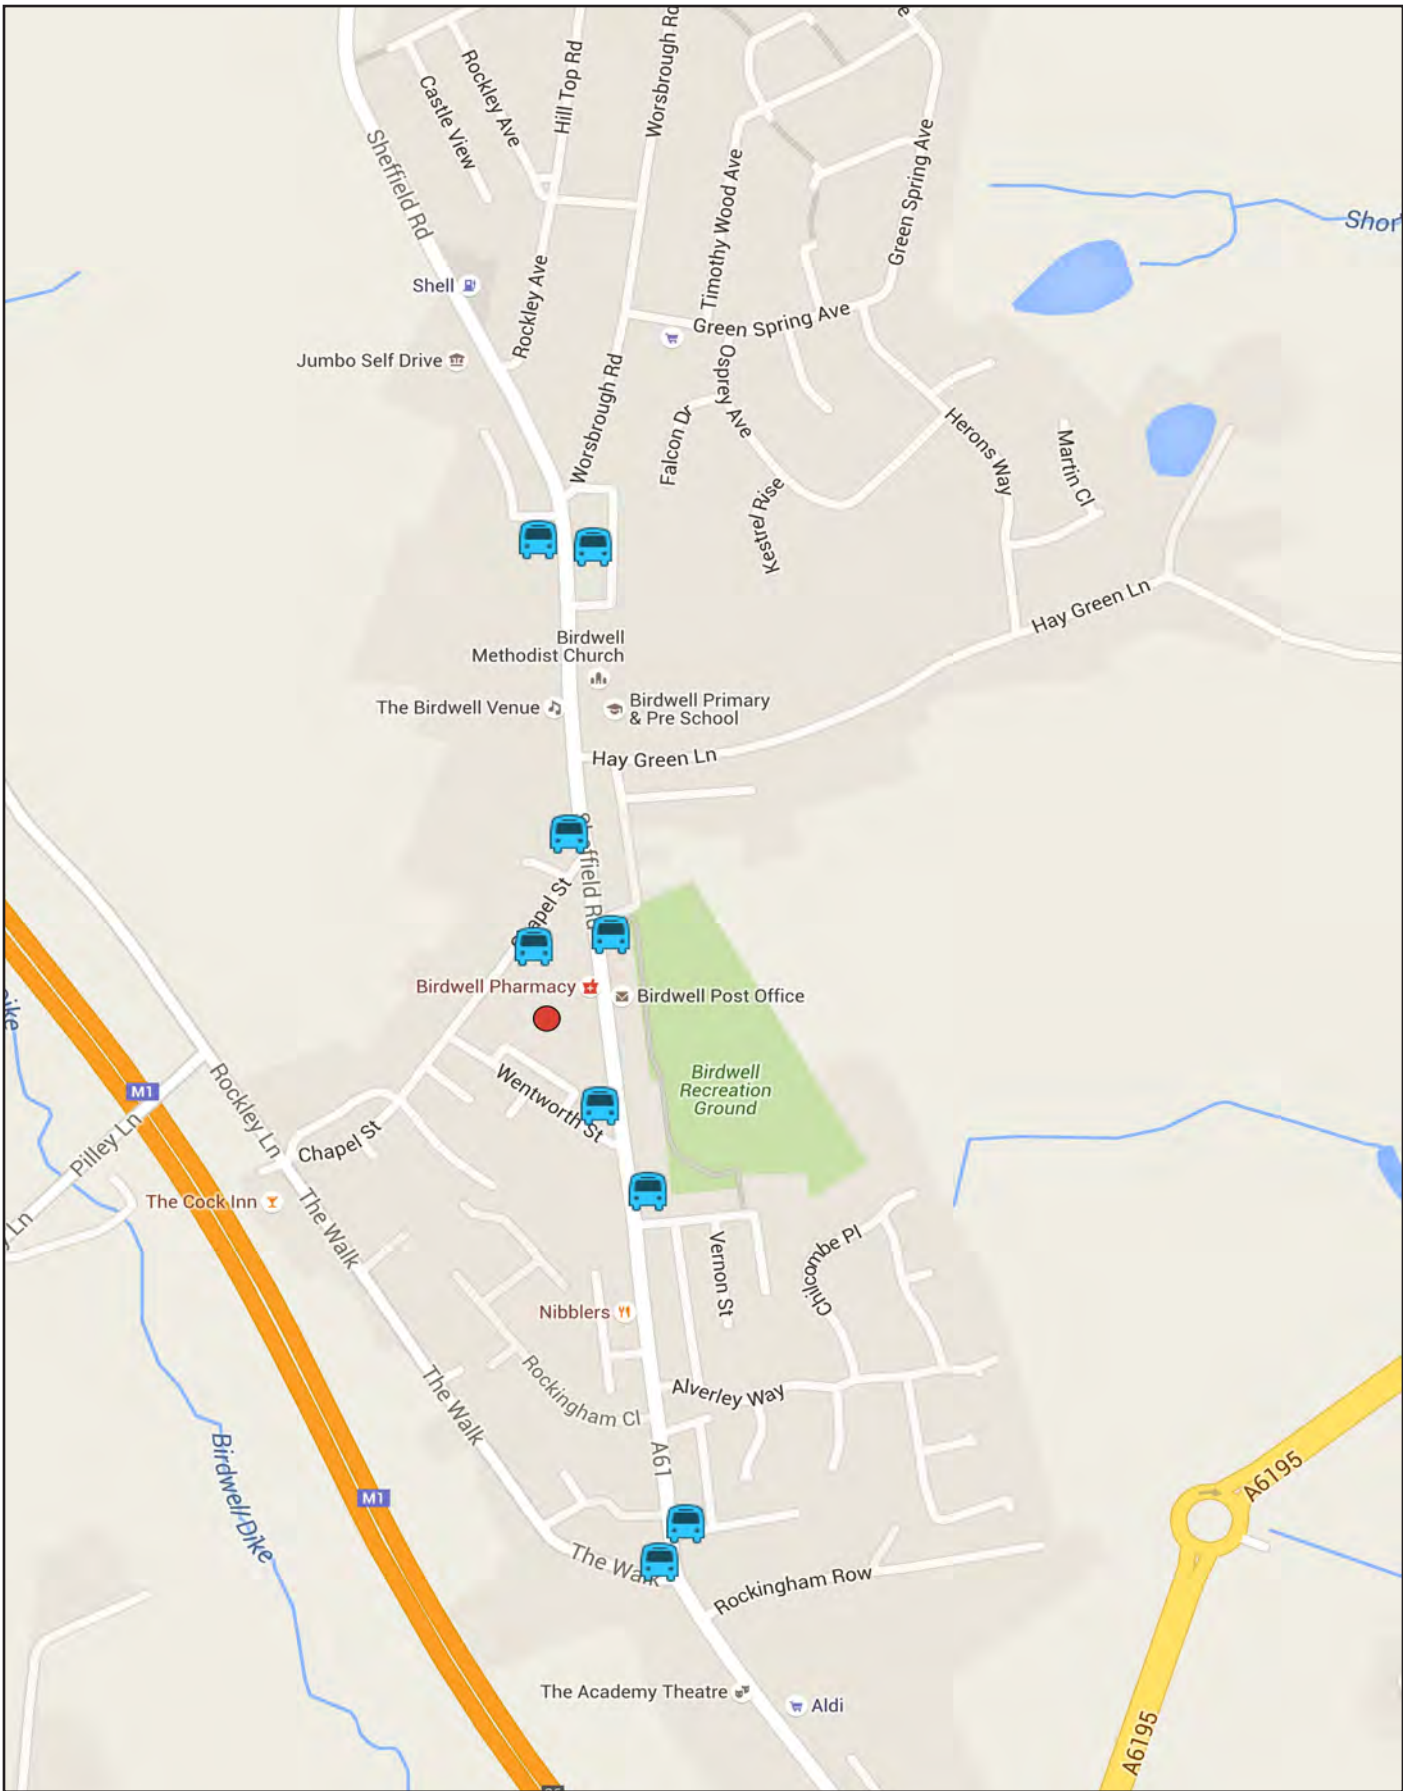 Rockley Ave
Castle View
Hill Top Rd
Worsbrough Rd
Sheffield Rd
Timothy Wood Ave
Green Spring Ave
Shor
Shell
Rockley Ave
Green Spring Ave
Jumbo Self Drive
Worsbrough Rd
Osprey Ave
Falcon Dr
Herons Way
Martin Cl
Kestrel Rise
Hay Green Ln
Birdwell
Methodist Church
The Birdwell Venue
Birdwell Primary
& Pre School
Hay Green Ln
Birdwell Pharmacy
Birdwell Post Office
Birdwell
Recreation
Ground
M1
Rockley Ln
Wentworth St
Pilley Ln
Chapel St
The Cock Inn
Ln
The Walk
Vernon St
Chilcombe Pl
Nibblers
Rockingham Cl
Alverley Way
The Walk
A61
Birdwell Dike
M1
A6195
The Walk
Rockingham Row
The Academy Theatre
Aldi
A6195